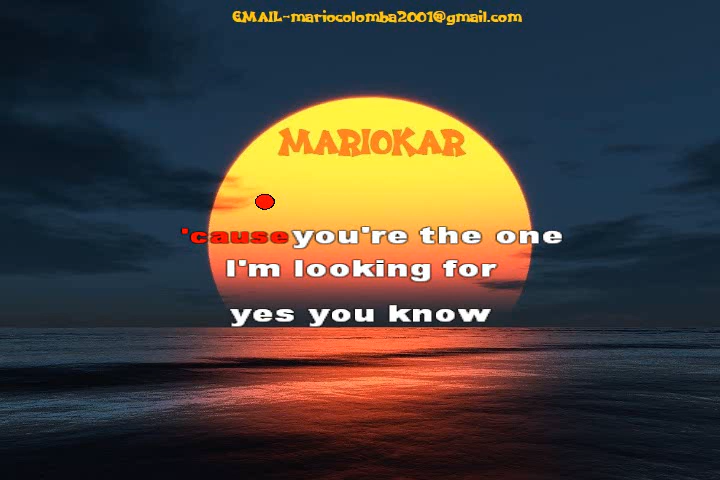 EMAIL-mariocolomba2001@gmail.com
MARIOKAR
'cause you're the one
I'm looking for
yes you know